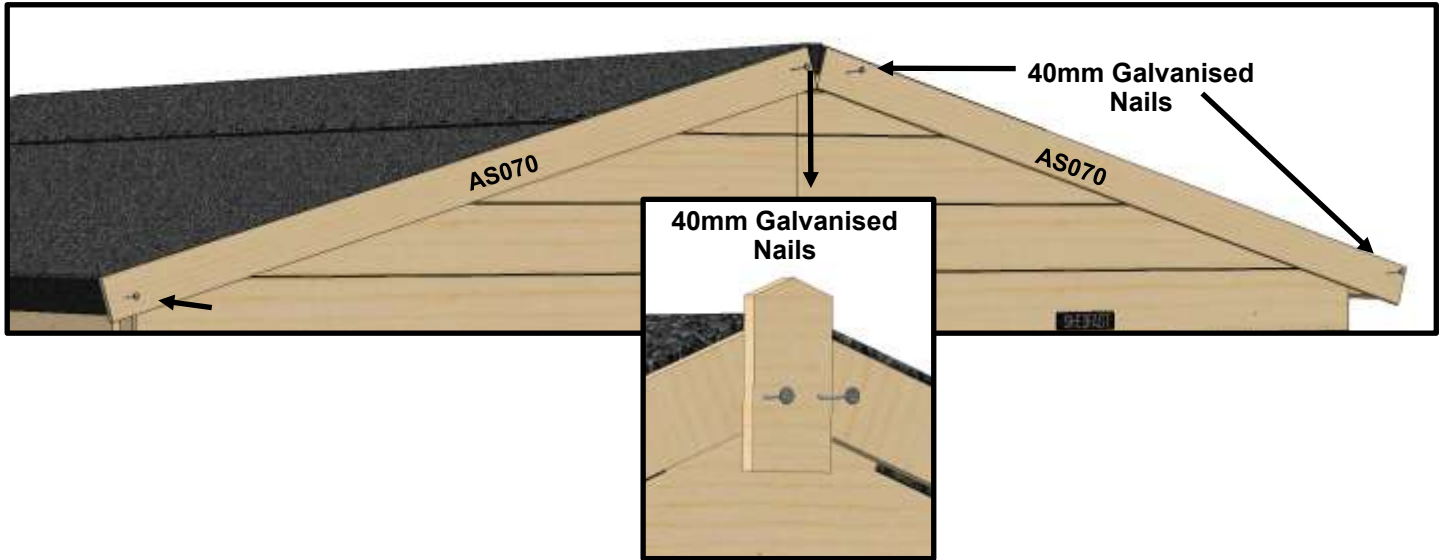 40mm Galvanised
Nails
AS070
AS070
40mm Galvanised
Nails
SHEDFAST